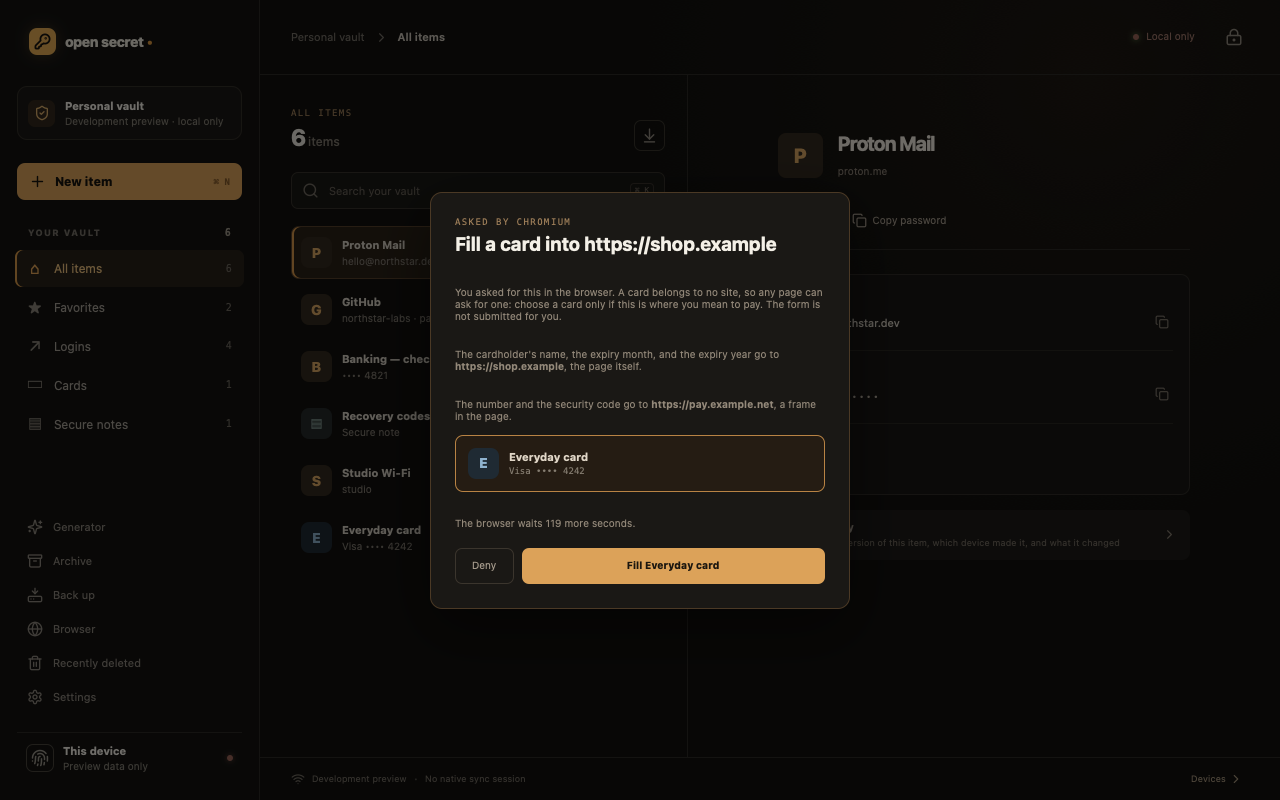 open secret
Personal vault
Development preview · local only
New item
⌘ N
YOUR VAULT 6
All items 6
Favorites 2
Logins 4
Cards 1
Secure notes 1
Generator
Archive
Back up
Browser
Recently deleted
Settings
This device
Preview data only
Personal vault > All items
Local only
ALL ITEMS
6 items
Search your vault
⌘ K
P
Proton Mail
hello@northstar.de
G
GitHub
northstar-labs · pa
B
Banking — chec
•••• 4821
Recovery codes
Secure note
S
Studio Wi-Fi
studio
E
Everyday card
Visa •••• 4242
P
Proton Mail
proton.me
Copy password
hstar.dev
y
ersion of this item, which device made it, and what it changed
ASKED BY CHROMIUM
Fill a card into https://shop.example
You asked for this in the browser. A card belongs to no site, so any page can
ask for one: choose a card only if this is where you mean to pay. The form is
not submitted for you.
The cardholder's name, the expiry month, and the expiry year go to
https://shop.example, the page itself.
The number and the security code go to https://pay.example.net, a frame
in the page.
E
Everyday card
Visa •••• 4242
The browser waits 119 more seconds.
Deny
Fill Everyday card
Development preview · No native sync session
Devices